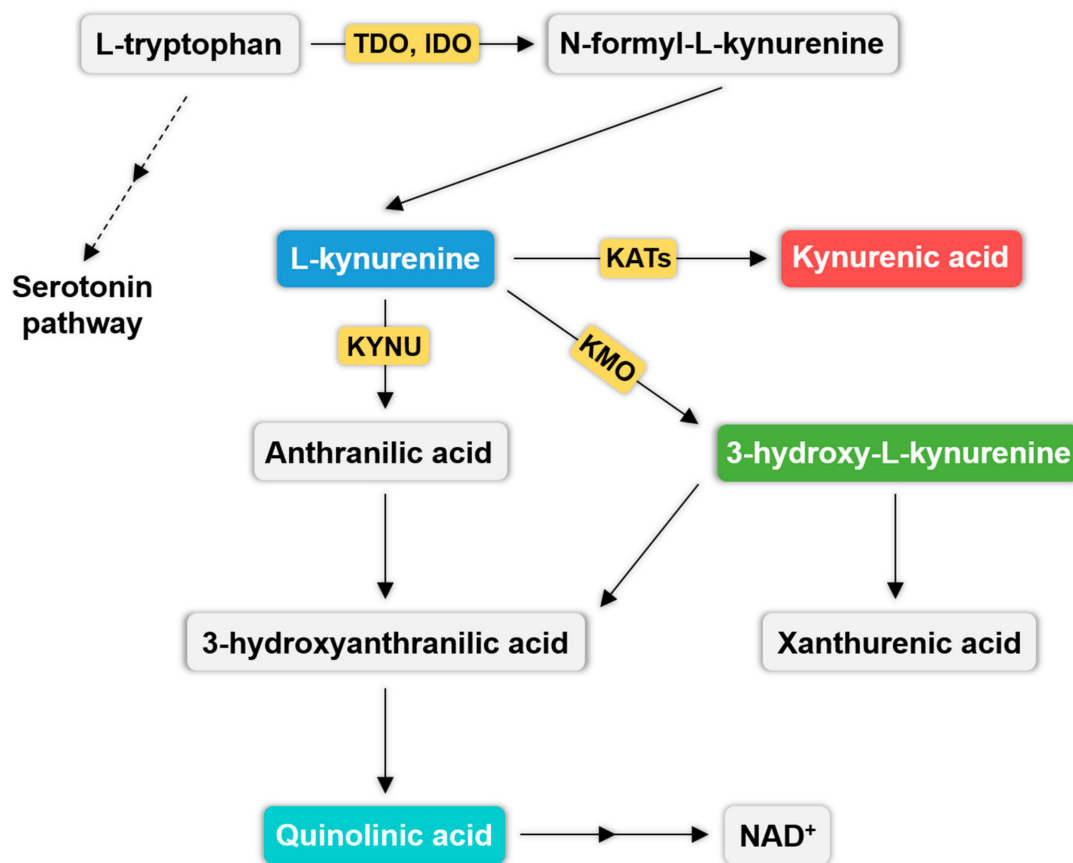 L-tryptophan
TDO, IDO
N-formyl-L-kynurenine
Serotonin
pathway
L-kynurenine
KATs
Kynurenic acid
KYNU
KMO
Anthranilic acid
3-hydroxy-L-kynurenine
3-hydroxyanthranilic acid
Xanthurenic acid
Quinolinic acid
NAD⁺